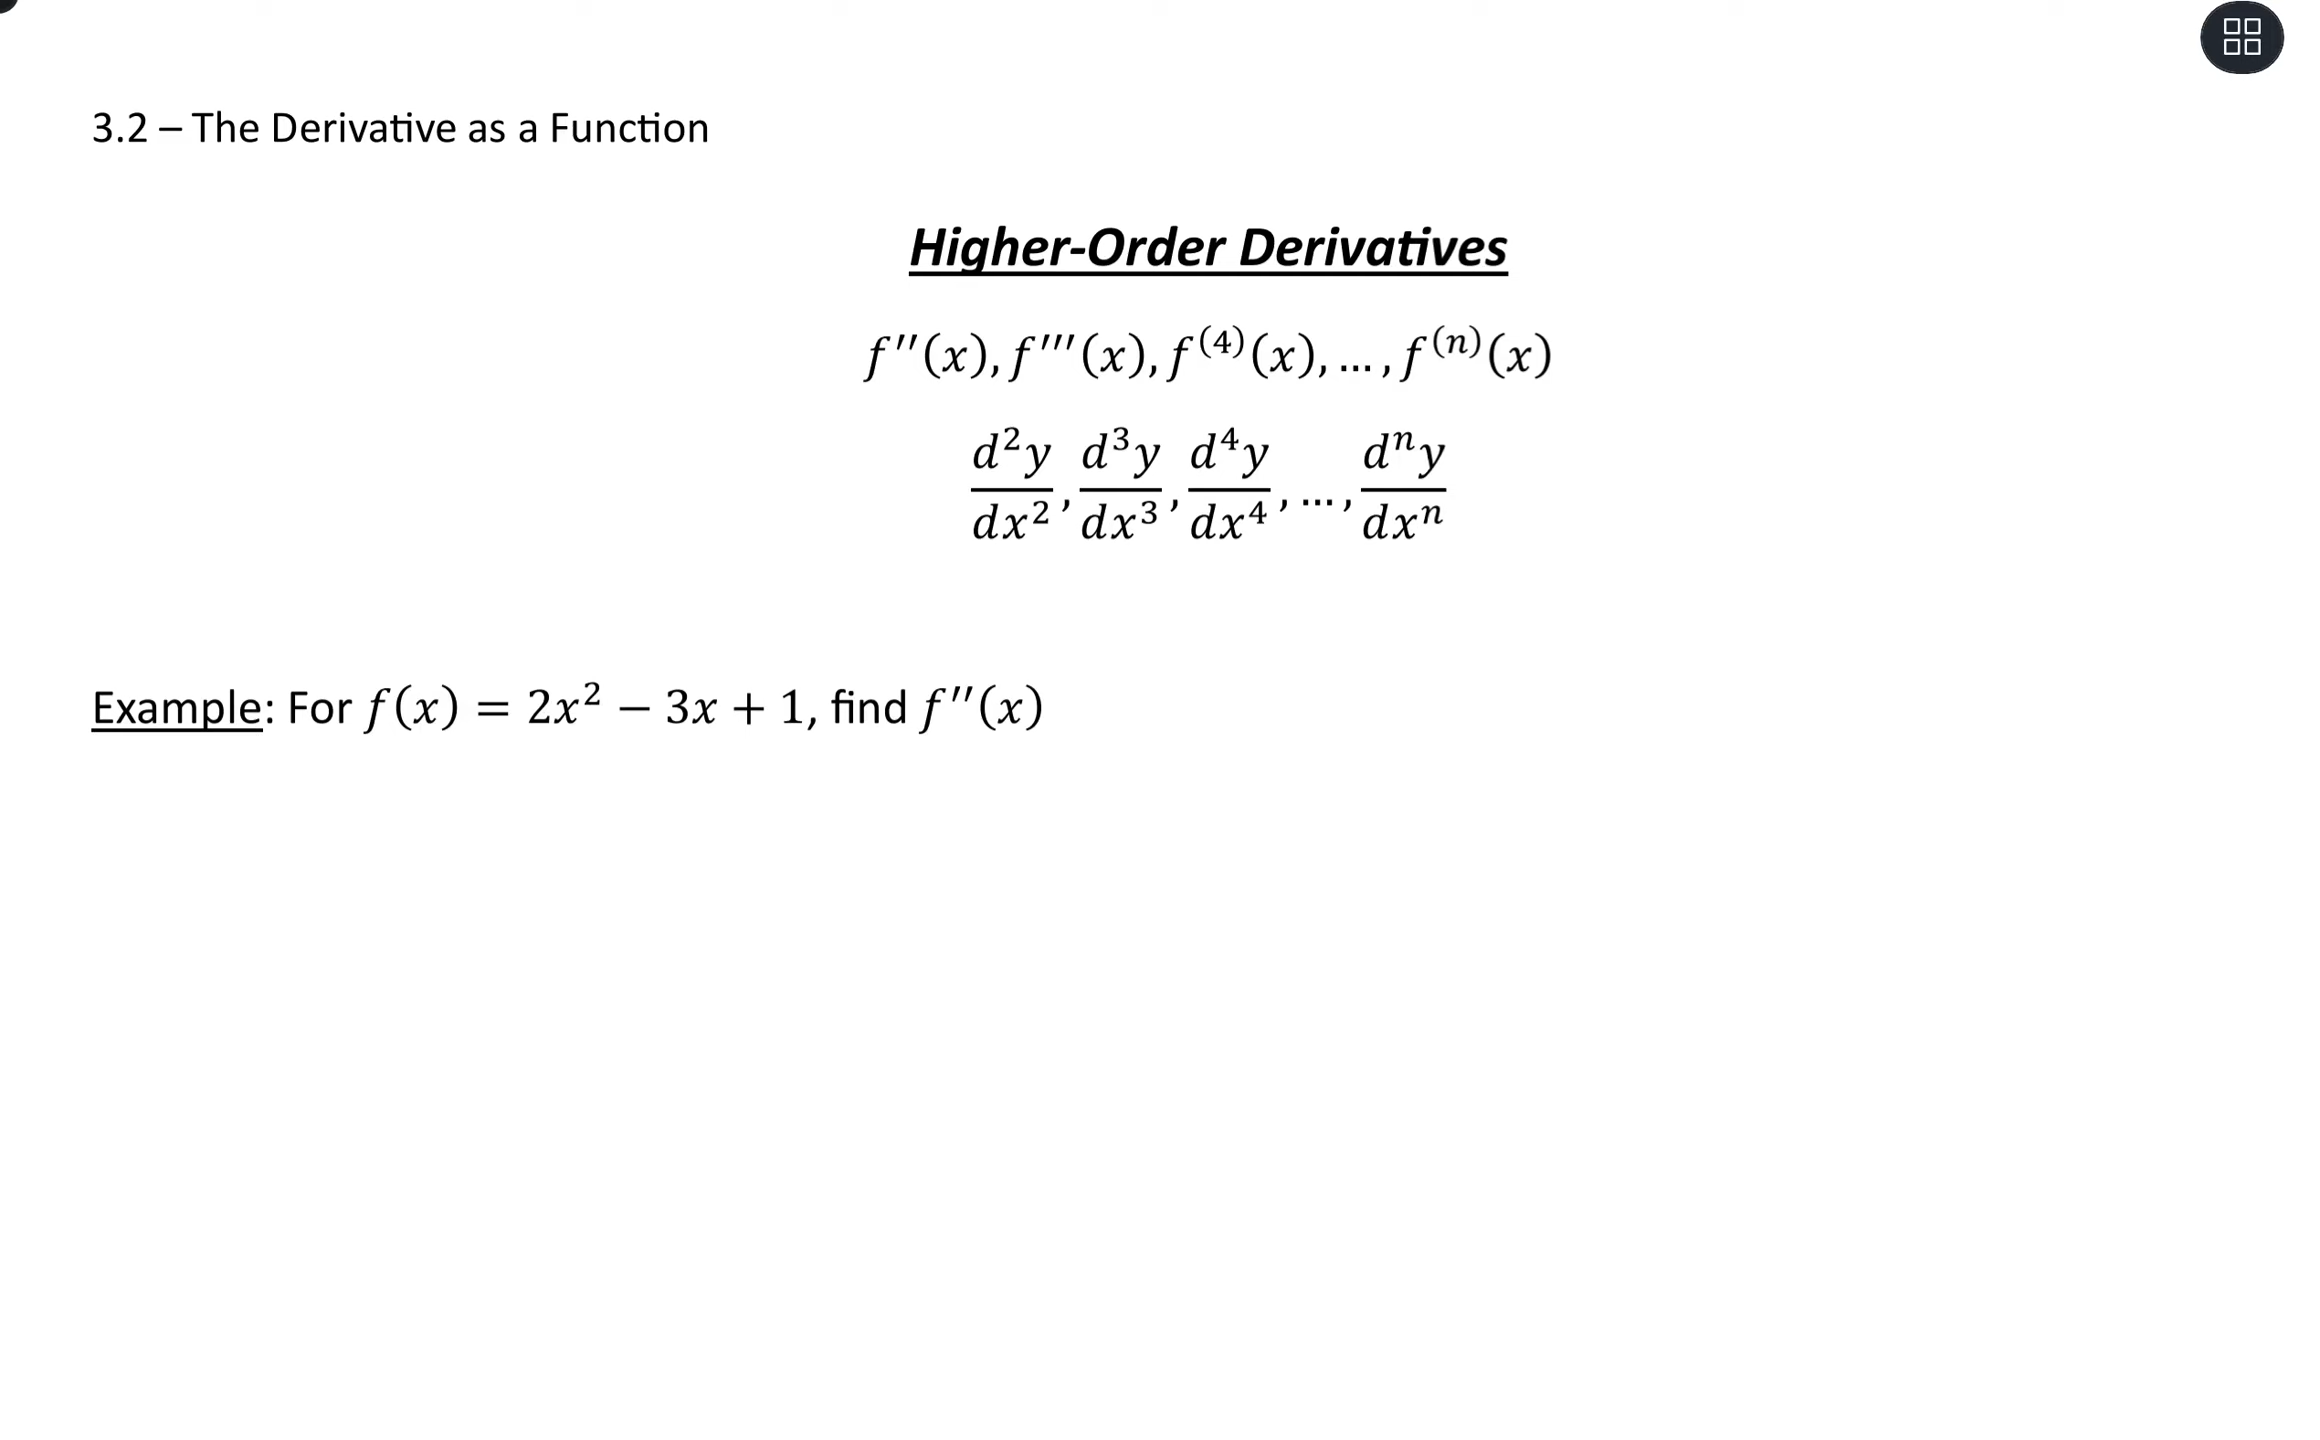 3.2 – The Derivative as a Function
Higher-Order Derivatives
f′′(x), f′′′(x), f⁽⁴⁾(x), … , f⁽ⁿ⁾(x)
d²y/dx², d³y/dx³, d⁴y/dx⁴, … , dⁿy/dxⁿ
Example: For f(x) = 2x² − 3x + 1, find f′′(x)